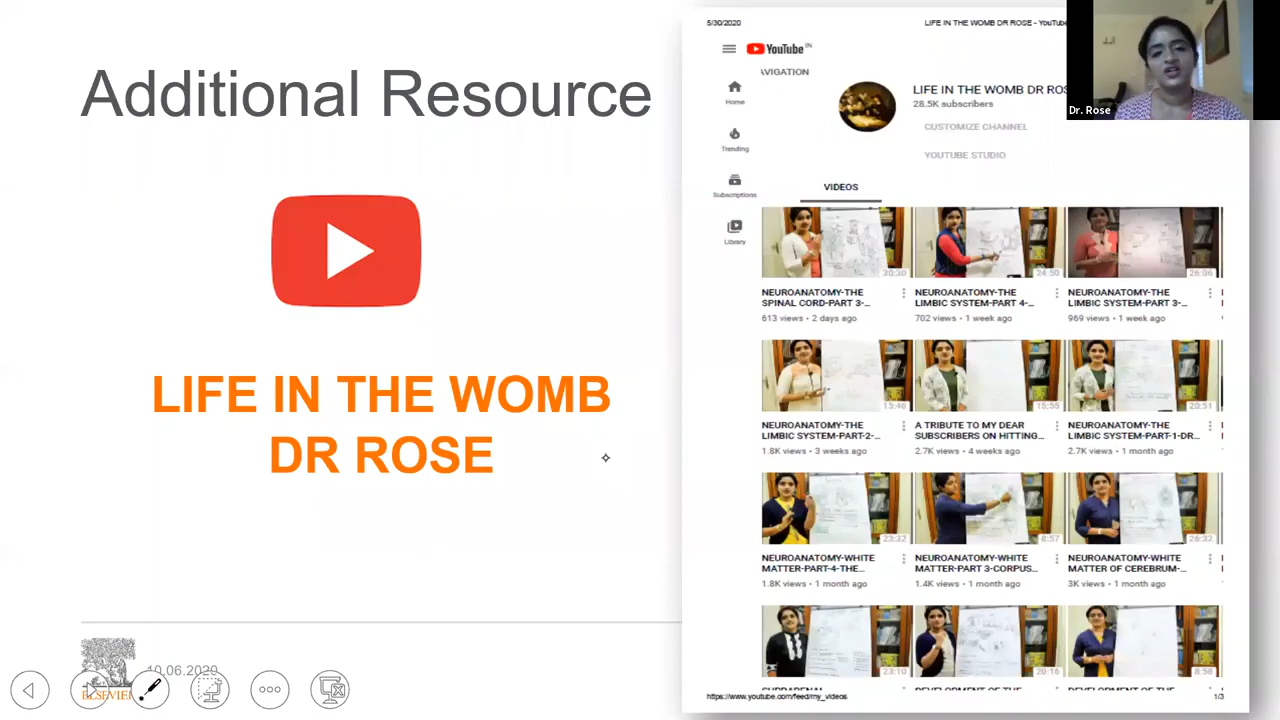 Additional Resource
LIFE IN THE WOMB
DR ROSE
ELSEVIER
10.06.2020
5/30/2020
LIFE IN THE WOMB DR ROSE - YouTube
Dr. Rose
YouTube IN
AVIGATION
Home
Trending
Subscriptions
Library
LIFE IN THE WOMB DR ROS
28.5K subscribers
CUSTOMIZE CHANNEL
YOUTUBE STUDIO
VIDEOS
30:30
24:50
26:06
NEUROANATOMY-THE
SPINAL CORD-PART 3-...
613 views • 2 days ago
NEUROANATOMY-THE
LIMBIC SYSTEM-PART 4-...
702 views • 1 week ago
NEUROANATOMY-THE
LIMBIC SYSTEM-PART 3-...
969 views • 1 week ago
15:46
15:55
20:51
NEUROANATOMY-THE
LIMBIC SYSTEM-PART-2-...
1.8K views • 3 weeks ago
A TRIBUTE TO MY DEAR
SUBSCRIBERS ON HITTING...
2.7K views • 4 weeks ago
NEUROANATOMY-THE
LIMBIC SYSTEM-PART-1-DR...
2.7K views • 1 month ago
23:32
8:57
26:32
NEUROANATOMY-WHITE
MATTER-PART-4-THE...
1.8K views • 1 month ago
NEUROANATOMY-WHITE
MATTER-PART 3-CORPUS...
1.4K views • 1 month ago
NEUROANATOMY-WHITE
MATTER OF CEREBRUM-...
3K views • 1 month ago
23:10
20:16
8:58
SUPRARENAL
DEVELOPMENT OF THE
DEVELOPMENT OF THE
https://www.youtube.com/feed/my_videos
1/3